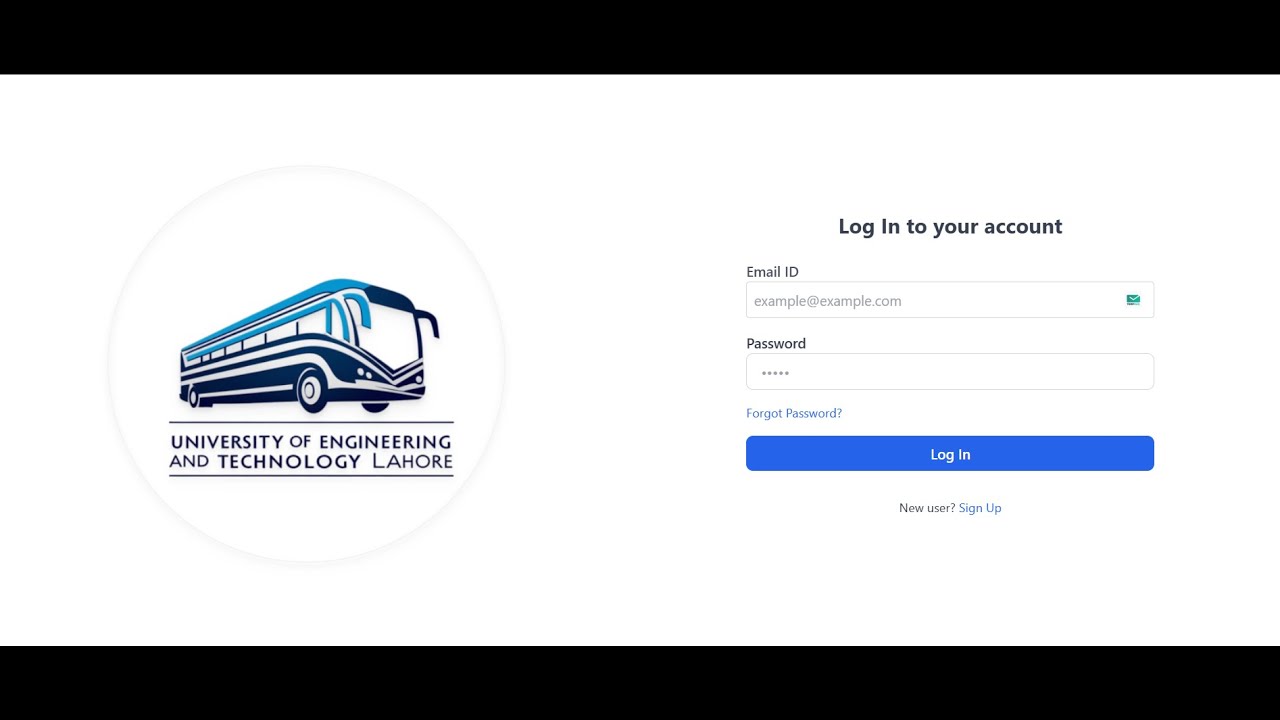 UNIVERSITY OF ENGINEERING
AND TECHNOLOGY LAHORE
Log In to your account
Email ID
example@example.com
Password
•••••
Forgot Password?
Log In
New user? Sign Up